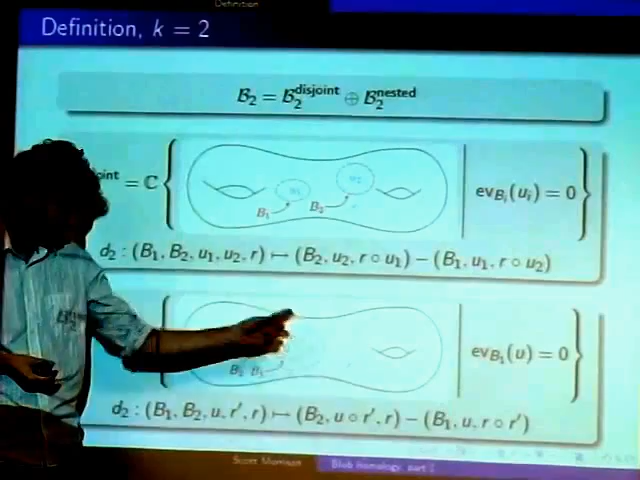 Definition
Definition, k = 2
ℬ₂ = ℬ₂^disjoint ⊕ ℬ₂^nested
oint = ℂ { u₁ u₂ B₁ B₂ | ev_{B_i}(u_i) = 0 }
d₂ : (B₁, B₂, u₁, u₂, r) ↦ (B₂, u₂, r ∘ u₁) − (B₁, u₁, r ∘ u₂)
{ B₂ B₁ | ev_{B₁}(u) = 0 }
d₂ : (B₁, B₂, u, r′, r) ↦ (B₂, u ∘ r′, r) − (B₁, u, r ∘ r′)
Scott Morrison Blob homology, part 1